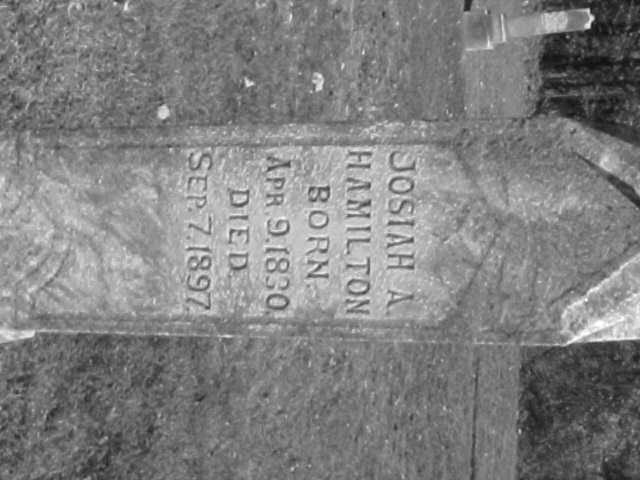 JOSIAH A.
HAMILTON
BORN
APR. 9.1830.
DIED
SEP. 7.1897.